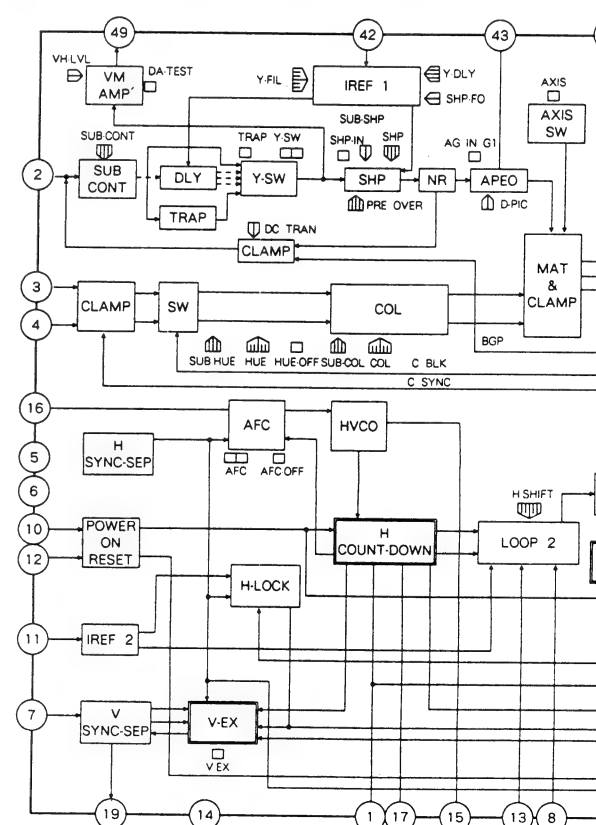 49
42
43
VH·LVL
VM
AMP'
DA·TEST
Y·FIL
IREF 1
Y·DLY
SHP·FO
AXIS
AXIS
SW
SUB·CONT
SUB·SHP
TRAP
Y·SW
SHP·IN
SHP
AG IN G1
2
SUB
CONT
DLY
Y·SW
SHP
NR
APEO
TRAP
PRE OVER
D·PIC
DC TRAN
CLAMP
MAT
&
CLAMP
3
4
CLAMP
SW
COL
BGP
SUB HUE
HUE
HUE·OFF
SUB·COL
COL
C BLK
C SYNC
16
AFC
HVCO
5
H
SYNC-SEP
AFC
AFC·OFF
6
H SHIFT
10
POWER
ON
RESET
H
COUNT-DOWN
LOOP 2
12
H-LOCK
11
IREF 2
7
V
SYNC-SEP
V-EX
V EX
19
14
1
17
15
13
8